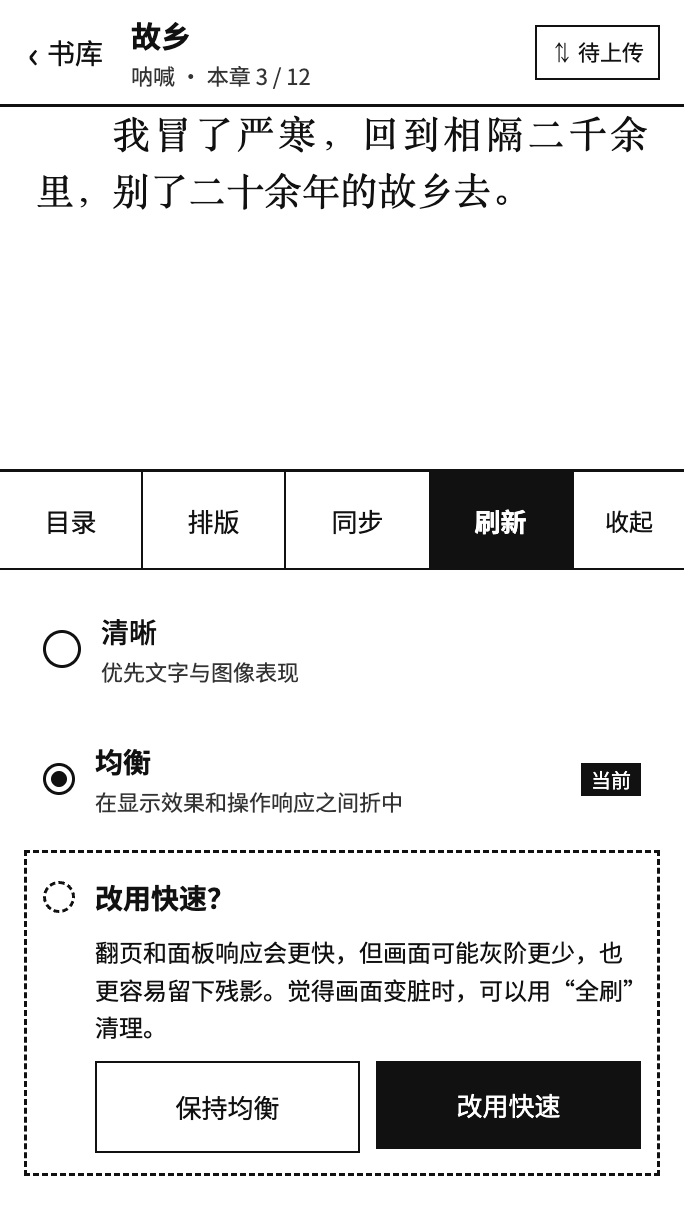 ‹ 书库
故乡
呐喊 · 本章 3 / 12
⇅ 待上传
我冒了严寒，回到相隔二千余
里，别了二十余年的故乡去。
目录
排版
同步
刷新
收起
清晰
优先文字与图像表现
均衡
在显示效果和操作响应之间折中
当前
改用快速？
翻页和面板响应会更快，但画面可能灰阶更少，也
更容易留下残影。觉得画面变脏时，可以用“全刷”
清理。
保持均衡
改用快速